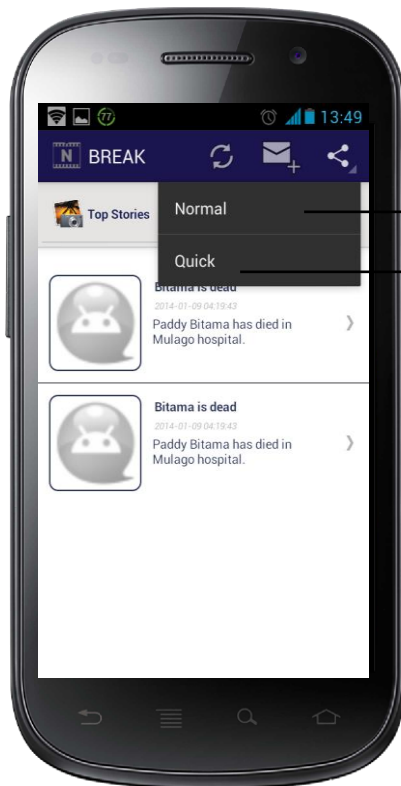 77
13:49
N BREAK
Top Stories
Normal
Quick
Bitama is dead
2014-01-09 04:19:43
Paddy Bitama has died in
Mulago hospital.
Bitama is dead
2014-01-09 04:19:43
Paddy Bitama has died in
Mulago hospital.